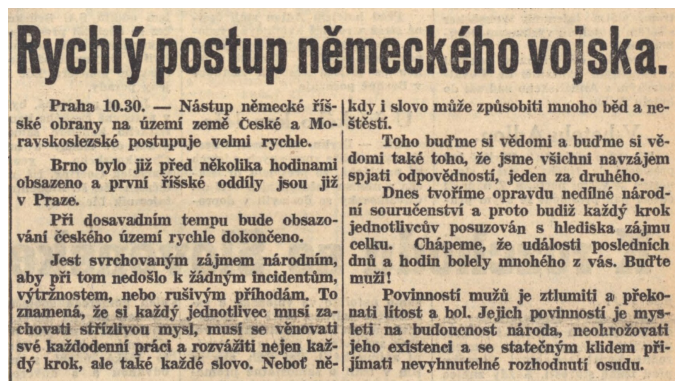 Rychlý postup německého vojska.
Praha 10.30. — Nástup německé říš-
ské obrany na území země České a Mo-
ravskoslezské postupuje velmi rychle.
Brno bylo již před několika hodinami
obsazeno a první říšské oddíly jsou již
v Praze.
Při dosavadním tempu bude obsazo-
vání českého území rychle dokončeno.
Jest svrchovaným zájmem národním,
aby při tom nedošlo k žádným incidentům,
výtržnostem, nebo rušivým příhodám. To
znamená, že si každý jednotlivec musí za-
chovati střízlivou mysl, musí se věnovati
své každodenní práci a rozvážiti nejen kaž-
dý krok, ale také každé slovo. Neboť ně-
kdy i slovo může způsobiti mnoho běd a ne-
štěstí.
Toho buďme si vědomi a buďme si vě-
domi také toho, že jsme všichni navzájem
spjati odpovědností, jeden za druhého.
Dnes tvoříme opravdu nedílné národ-
ní souručenství a proto budiž každý krok
jednotlivcův posuzován s hlediska zájmu
celku. Chápeme, že události posledních
dnů a hodin bolely mnohého z vás. Buďte
muži!
Povinností mužů je ztlumiti a překo-
nati lítost a bol. Jejich povinností je mys-
leti na budoucnost národa, neohrožovati
jeho existenci a se statečným klidem při-
jímati nevyhnutelné rozhodnutí osudu.